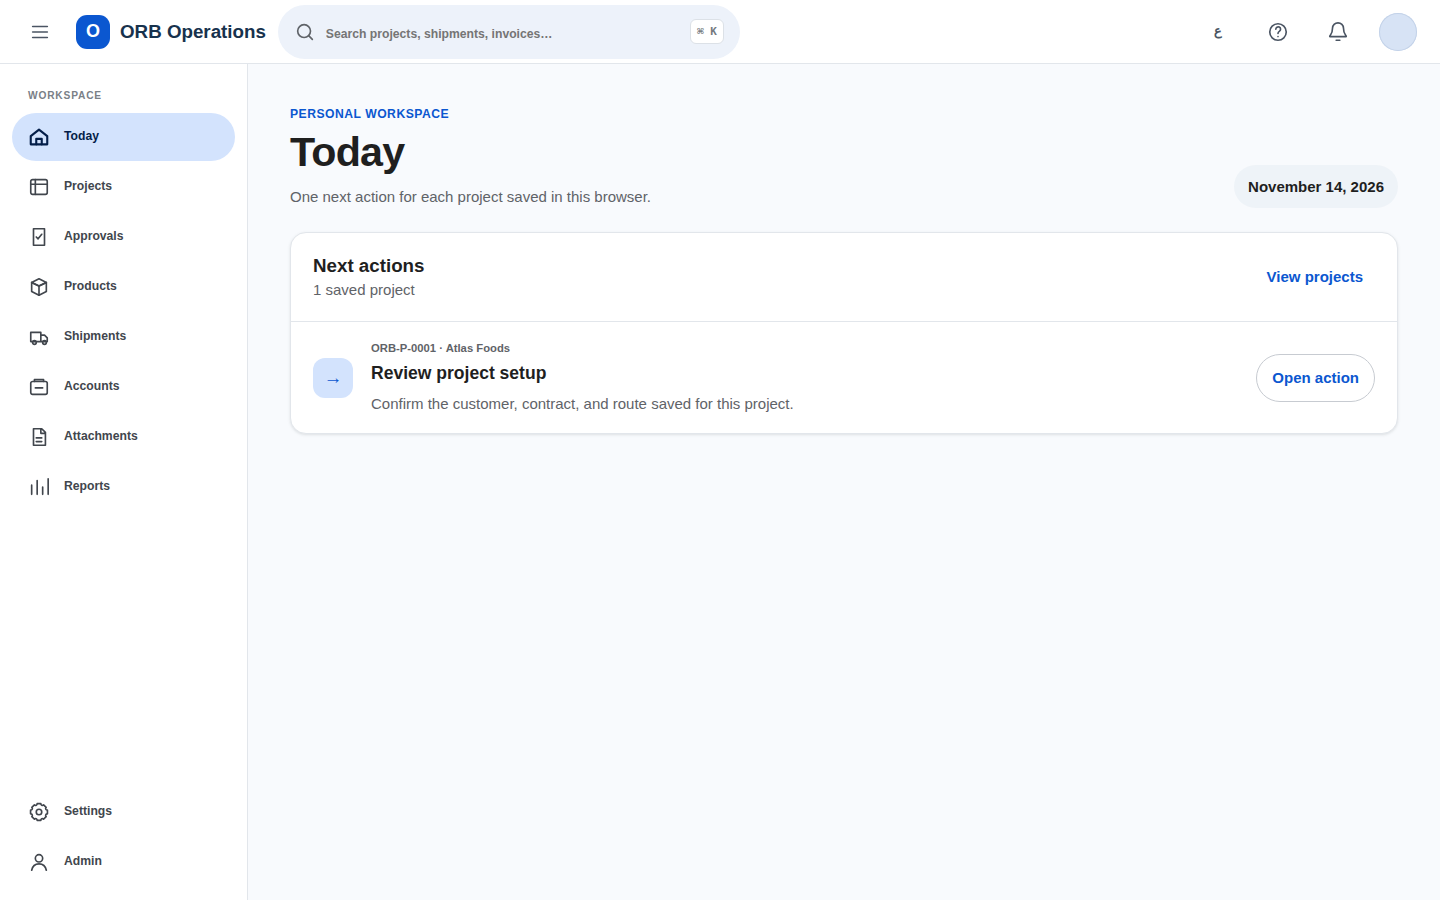 O ORB Operations
Search projects, shipments, invoices…
⌘ K
ع
WORKSPACE
Today
Projects
Approvals
Products
Shipments
Accounts
Attachments
Reports
Settings
Admin
PERSONAL WORKSPACE
Today
One next action for each project saved in this browser.
November 14, 2026
Next actions
1 saved project
View projects
ORB-P-0001 · Atlas Foods
→
Review project setup
Confirm the customer, contract, and route saved for this project.
Open action